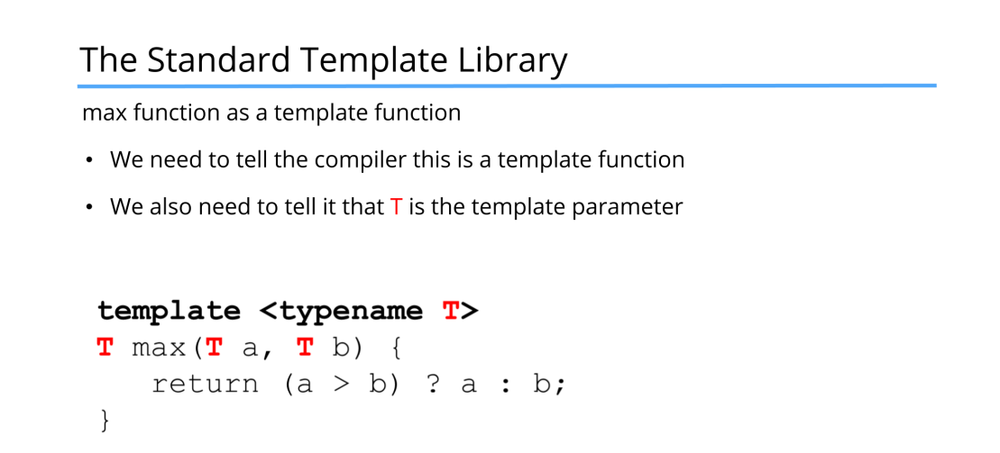 The Standard Template Library
max function as a template function
• We need to tell the compiler this is a template function
• We also need to tell it that T is the template parameter
template <typename T>
T max(T a, T b) {
   return (a > b) ? a : b;
}